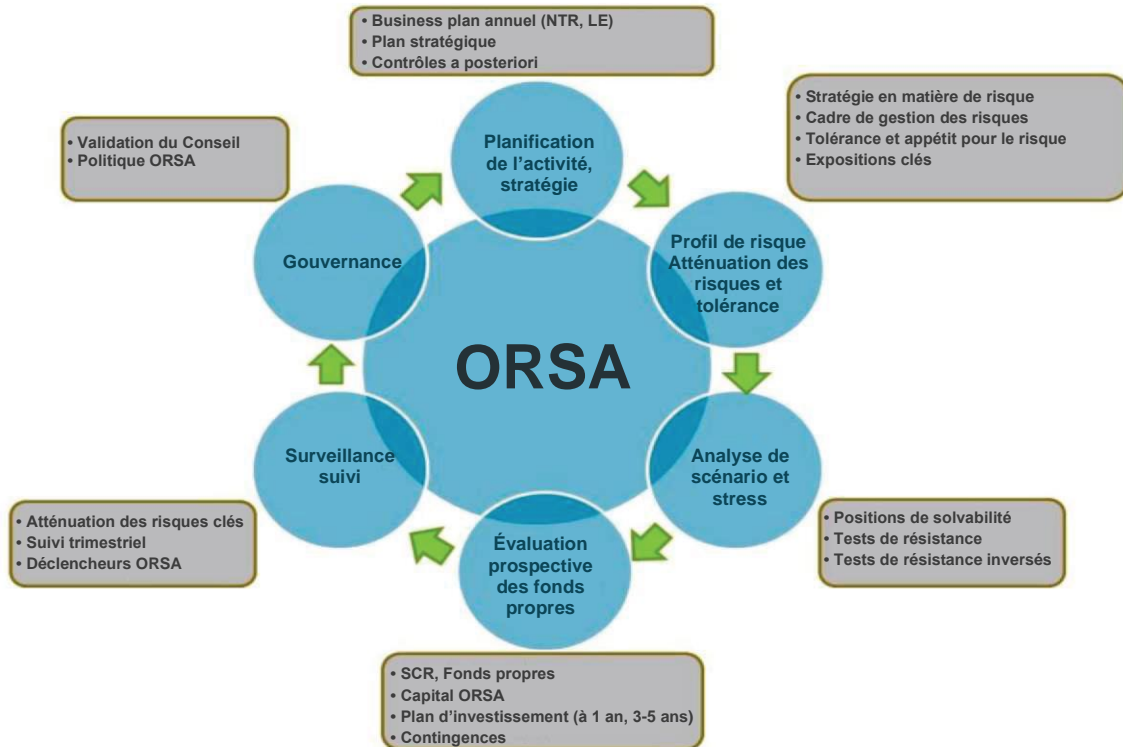 • Business plan annuel (NTR, LE)
• Plan stratégique
• Contrôles a posteriori
• Stratégie en matière de risque
• Cadre de gestion des risques
• Tolérance et appétit pour le risque
• Expositions clés
• Validation du Conseil
• Politique ORSA
Planification
de l’activité,
stratégie
Gouvernance
Profil de risque
Atténuation des
risques et
tolérance
ORSA
Surveillance
suivi
Analyse de
scénario et
stress
• Atténuation des risques clés
• Suivi trimestriel
• Déclencheurs ORSA
• Positions de solvabilité
• Tests de résistance
• Tests de résistance inversés
Évaluation
prospective
des fonds
propres
• SCR, Fonds propres
• Capital ORSA
• Plan d’investissement (à 1 an, 3-5 ans)
• Contingences